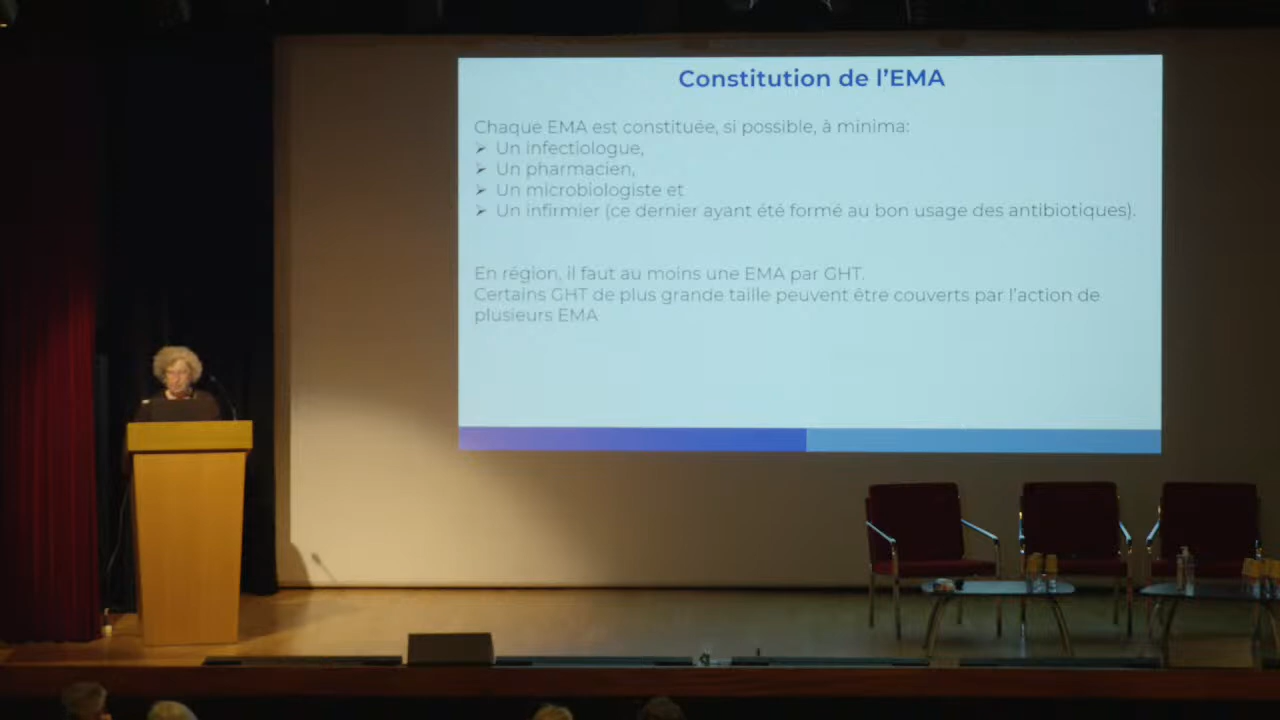 Constitution de l'EMA
Chaque EMA est constituée, si possible, à minima:
➢ Un infectiologue,
➢ Un pharmacien,
➢ Un microbiologiste et
➢ Un infirmier (ce dernier ayant été formé au bon usage des antibiotiques).
En région, il faut au moins une EMA par GHT.
Certains GHT de plus grande taille peuvent être couverts par l'action de
plusieurs EMA